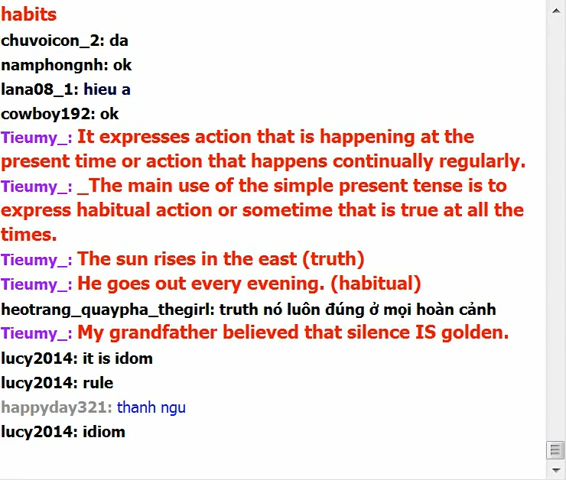 habits
chuvoicon_2: da
namphongnh: ok
lana08_1: hieu a
cowboy192: ok
Tieumy_: It expresses action that is happening at the
present time or action that happens continually regularly.
Tieumy_: _The main use of the simple present tense is to
express habitual action or sometime that is true at all the
times.
Tieumy_: The sun rises in the east (truth)
Tieumy_: He goes out every evening. (habitual)
heotrang_quaypha_thegirl: truth nó luôn đúng ở mọi hoàn cảnh
Tieumy_: My grandfather believed that silence IS golden.
lucy2014: it is idom
lucy2014: rule
happyday321: thanh ngu
lucy2014: idiom